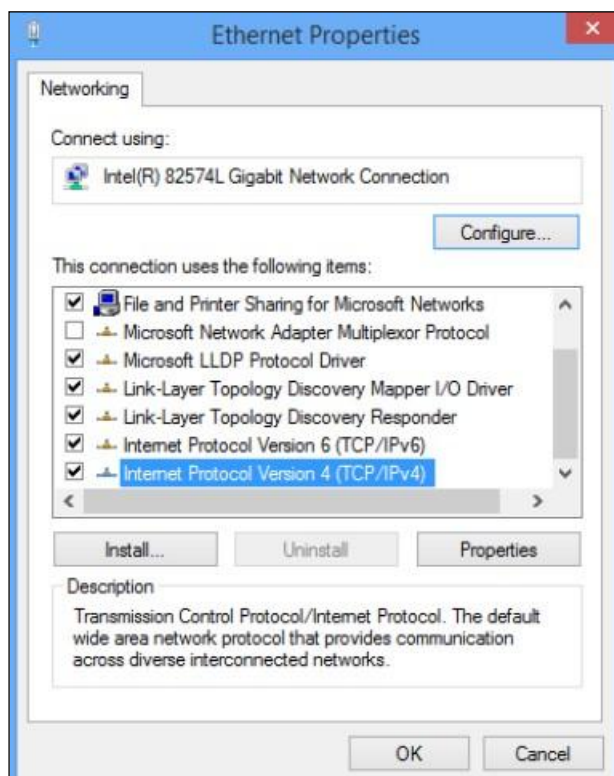 Ethernet Properties
Networking
Connect using:
Intel(R) 82574L Gigabit Network Connection
Configure...
This connection uses the following items:
File and Printer Sharing for Microsoft Networks
Microsoft Network Adapter Multiplexor Protocol
Microsoft LLDP Protocol Driver
Link-Layer Topology Discovery Mapper I/O Driver
Link-Layer Topology Discovery Responder
Internet Protocol Version 6 (TCP/IPv6)
Internet Protocol Version 4 (TCP/IPv4)
Install...
Uninstall
Properties
Description
Transmission Control Protocol/Internet Protocol. The default
wide area network protocol that provides communication
across diverse interconnected networks.
OK
Cancel